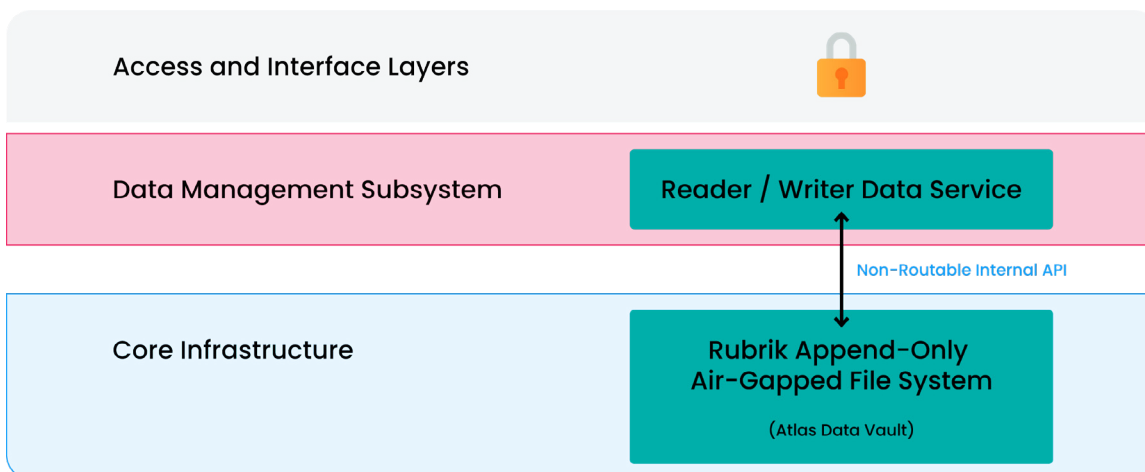 Access and Interface Layers
Data Management Subsystem
Reader / Writer Data Service
Non-Routable Internal API
Core Infrastructure
Rubrik Append-Only
Air-Gapped File System
(Atlas Data Vault)